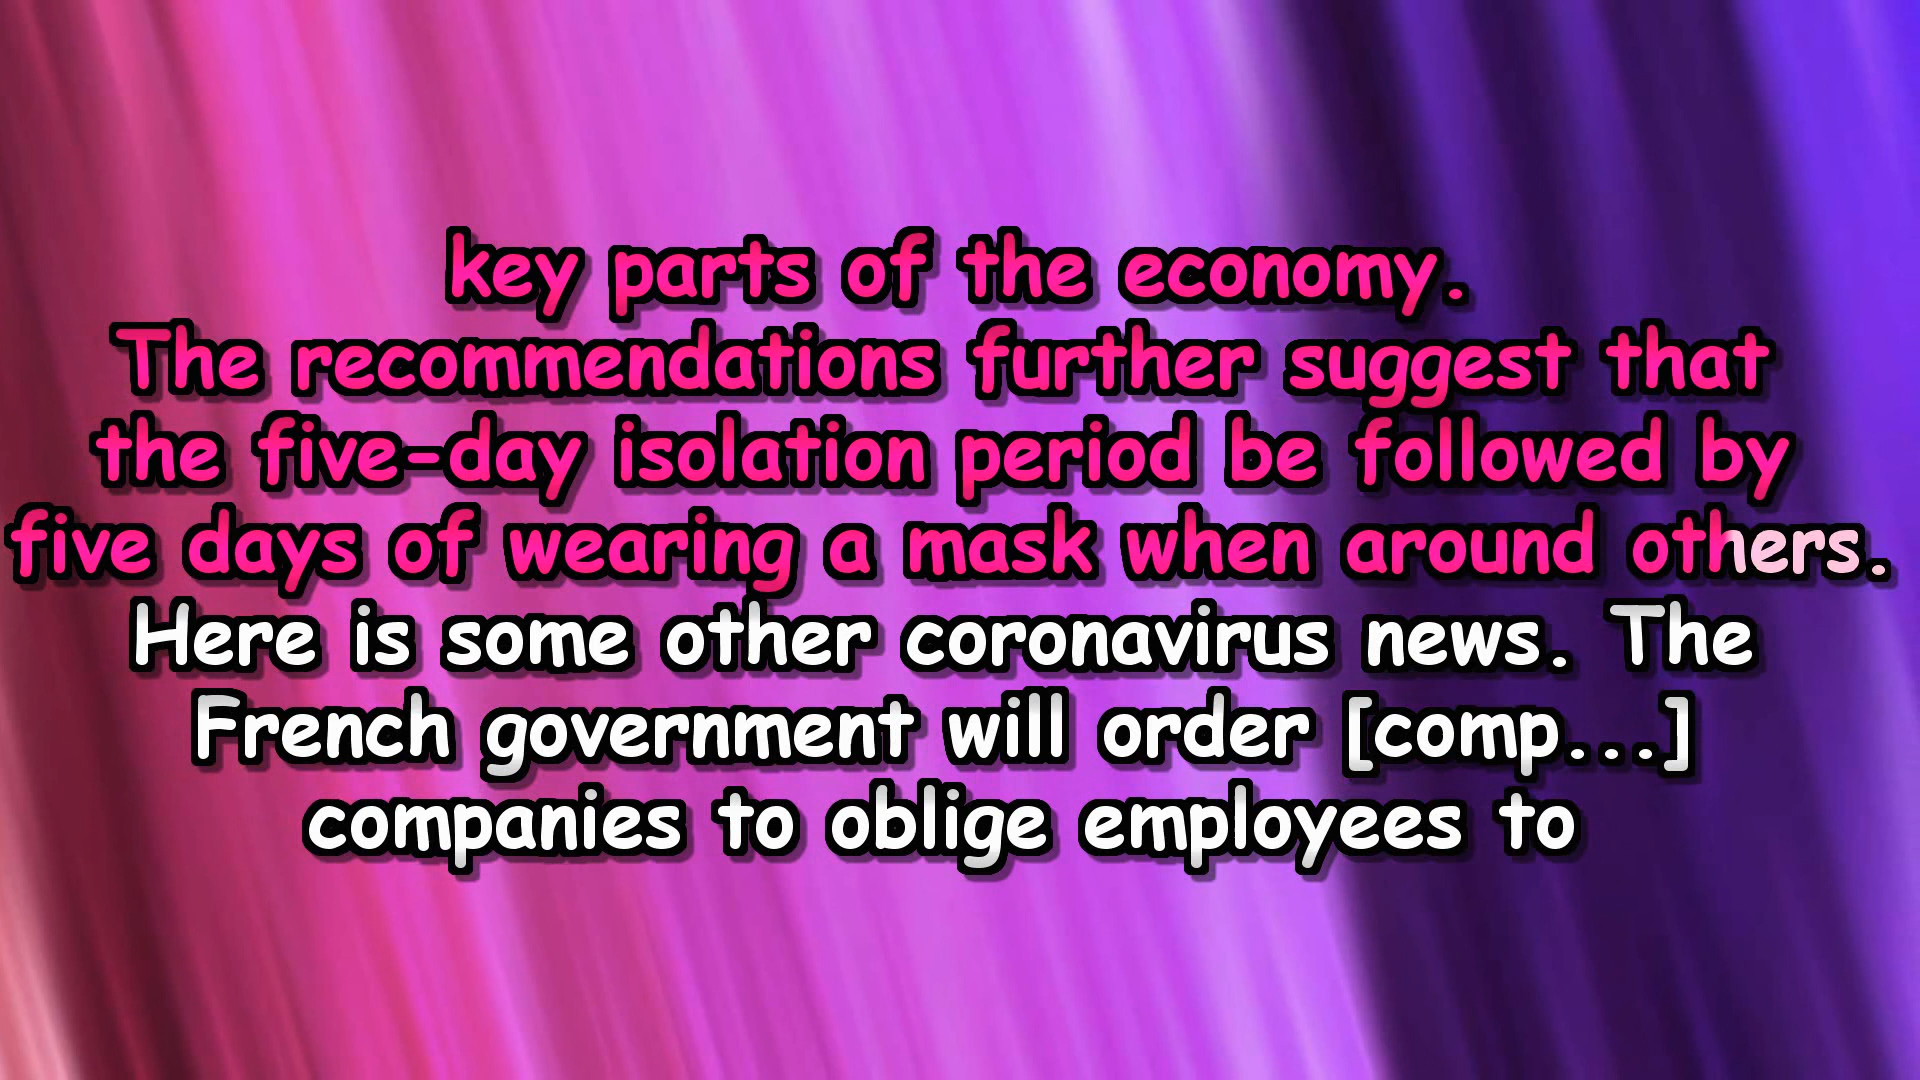 key parts of the economy.
The recommendations further suggest that
the five-day isolation period be followed by
five days of wearing a mask when around others.
Here is some other coronavirus news. The
French government will order [comp...]
companies to oblige employees to